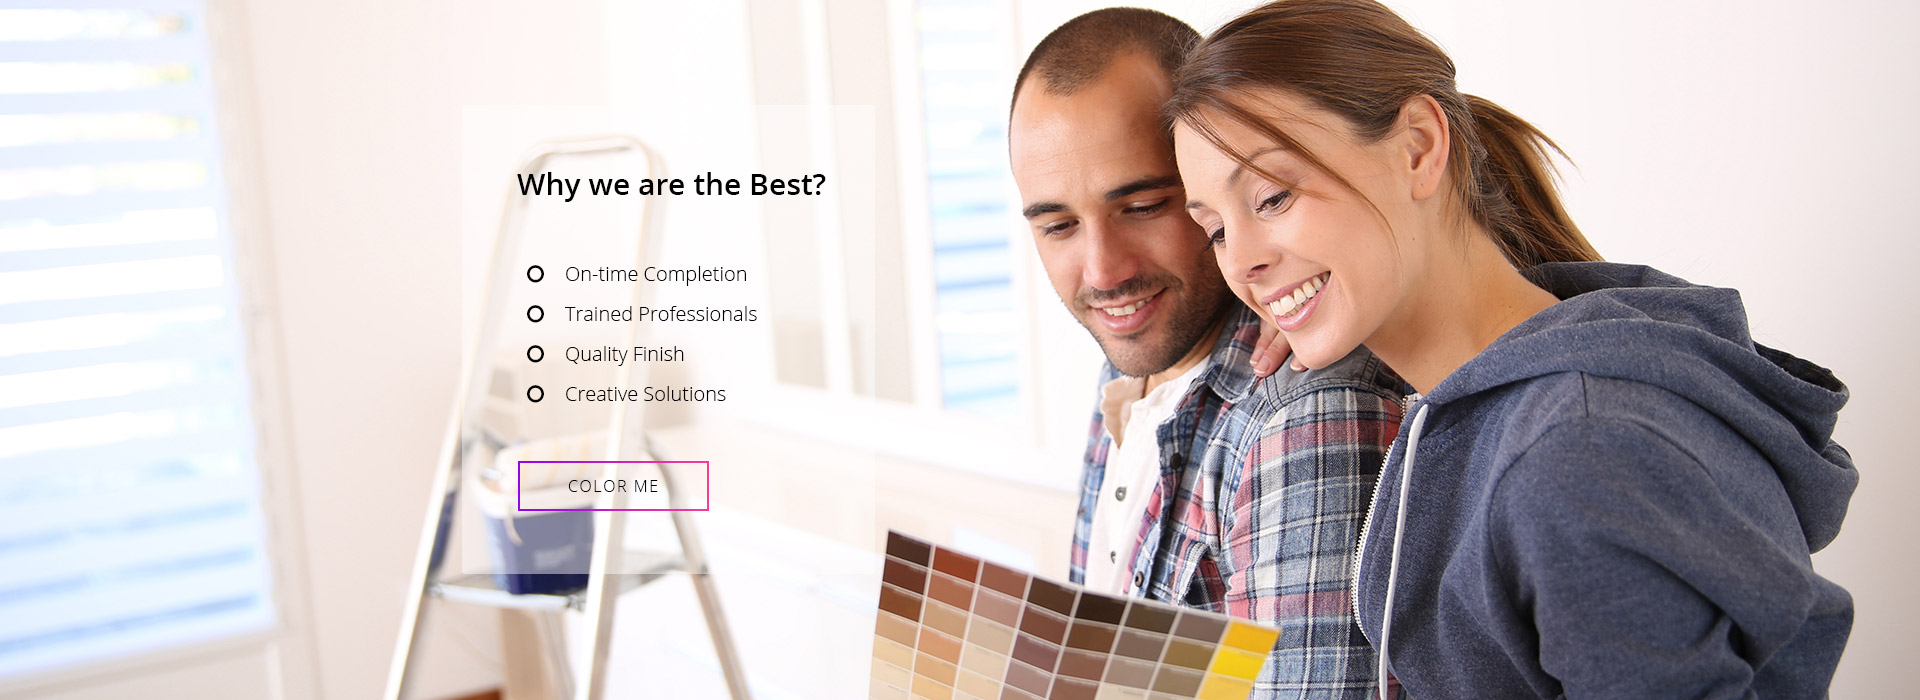 Why we are the Best?
On-time Completion
Trained Professionals
Quality Finish
Creative Solutions
COLOR ME